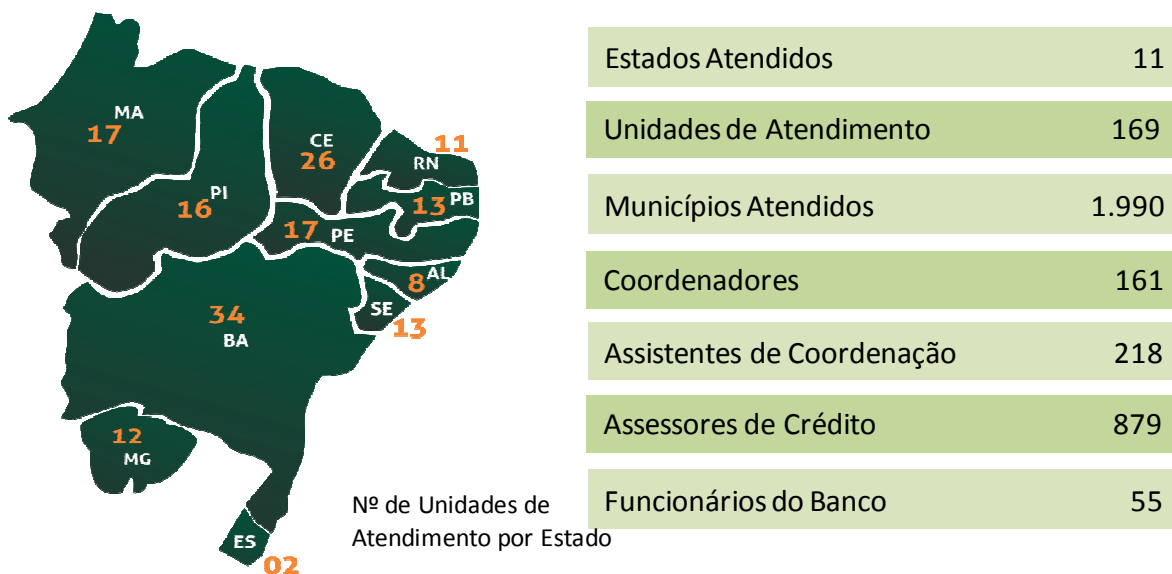 MA
17
PI
16
CE
26
11
RN
13 PB
17 PE
8 AL
SE
13
34
BA
12
MG
ES
02
Nº de Unidades de
Atendimento por Estado
Estados Atendidos 11
Unidades de Atendimento 169
Municípios Atendidos 1.990
Coordenadores 161
Assistentes de Coordenação 218
Assessores de Crédito 879
Funcionários do Banco 55